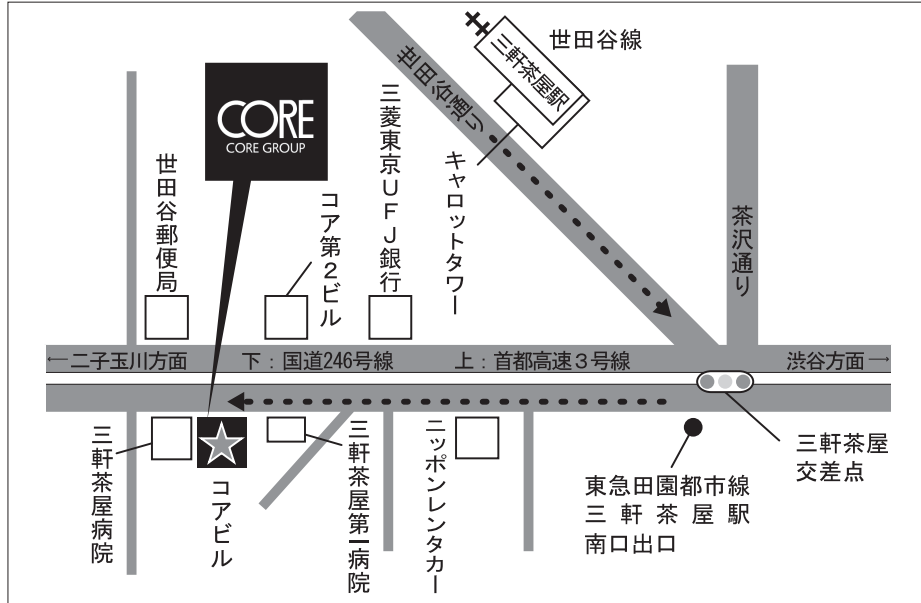 世田谷線
三軒茶屋駅
世田谷通り
キャロットタワー
CORE
CORE GROUP
世田谷郵便局
コア第2ビル
三菱東京UFJ銀行
茶沢通り
←二子玉川方面
下：国道246号線
上：首都高速3号線
渋谷方面→
三軒茶屋病院
コアビル
三軒茶屋第一病院
ニッポンレンタカー
東急田園都市線
三軒茶屋駅
南口出口
三軒茶屋
交差点